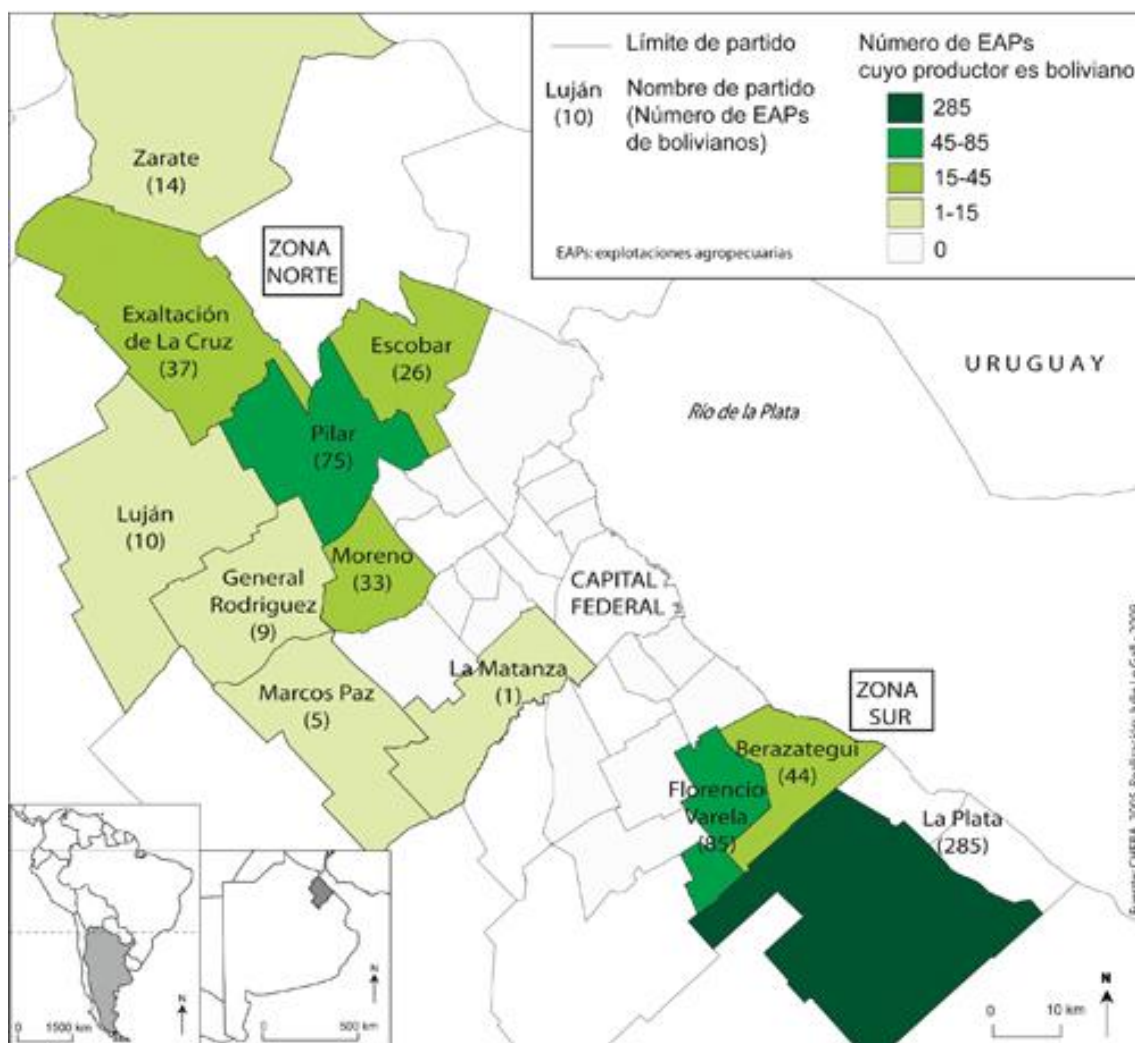 Límite de partido
Luján
(10)
Nombre de partido
(Número de EAPs
de bolivianos)
EAPs: explotaciones agropecuarias
Número de EAPs
cuyo productor es boliviano
285
45-85
15-45
1-15
0
Zarate
(14)
ZONA
NORTE
Exaltación
de La Cruz
(37)
Escobar
(26)
URUGUAY
Río de la Plata
Pilar
(75)
Luján
(10)
Moreno
(33)
General
Rodriguez
(9)
CAPITAL
FEDERAL
La Matanza
(1)
Marcos Paz
(5)
ZONA
SUR
Berazategui
(44)
Florencio
Varela
(85)
La Plata
(285)
N
0 1500 km
N
0 500 km
N
0 10 km